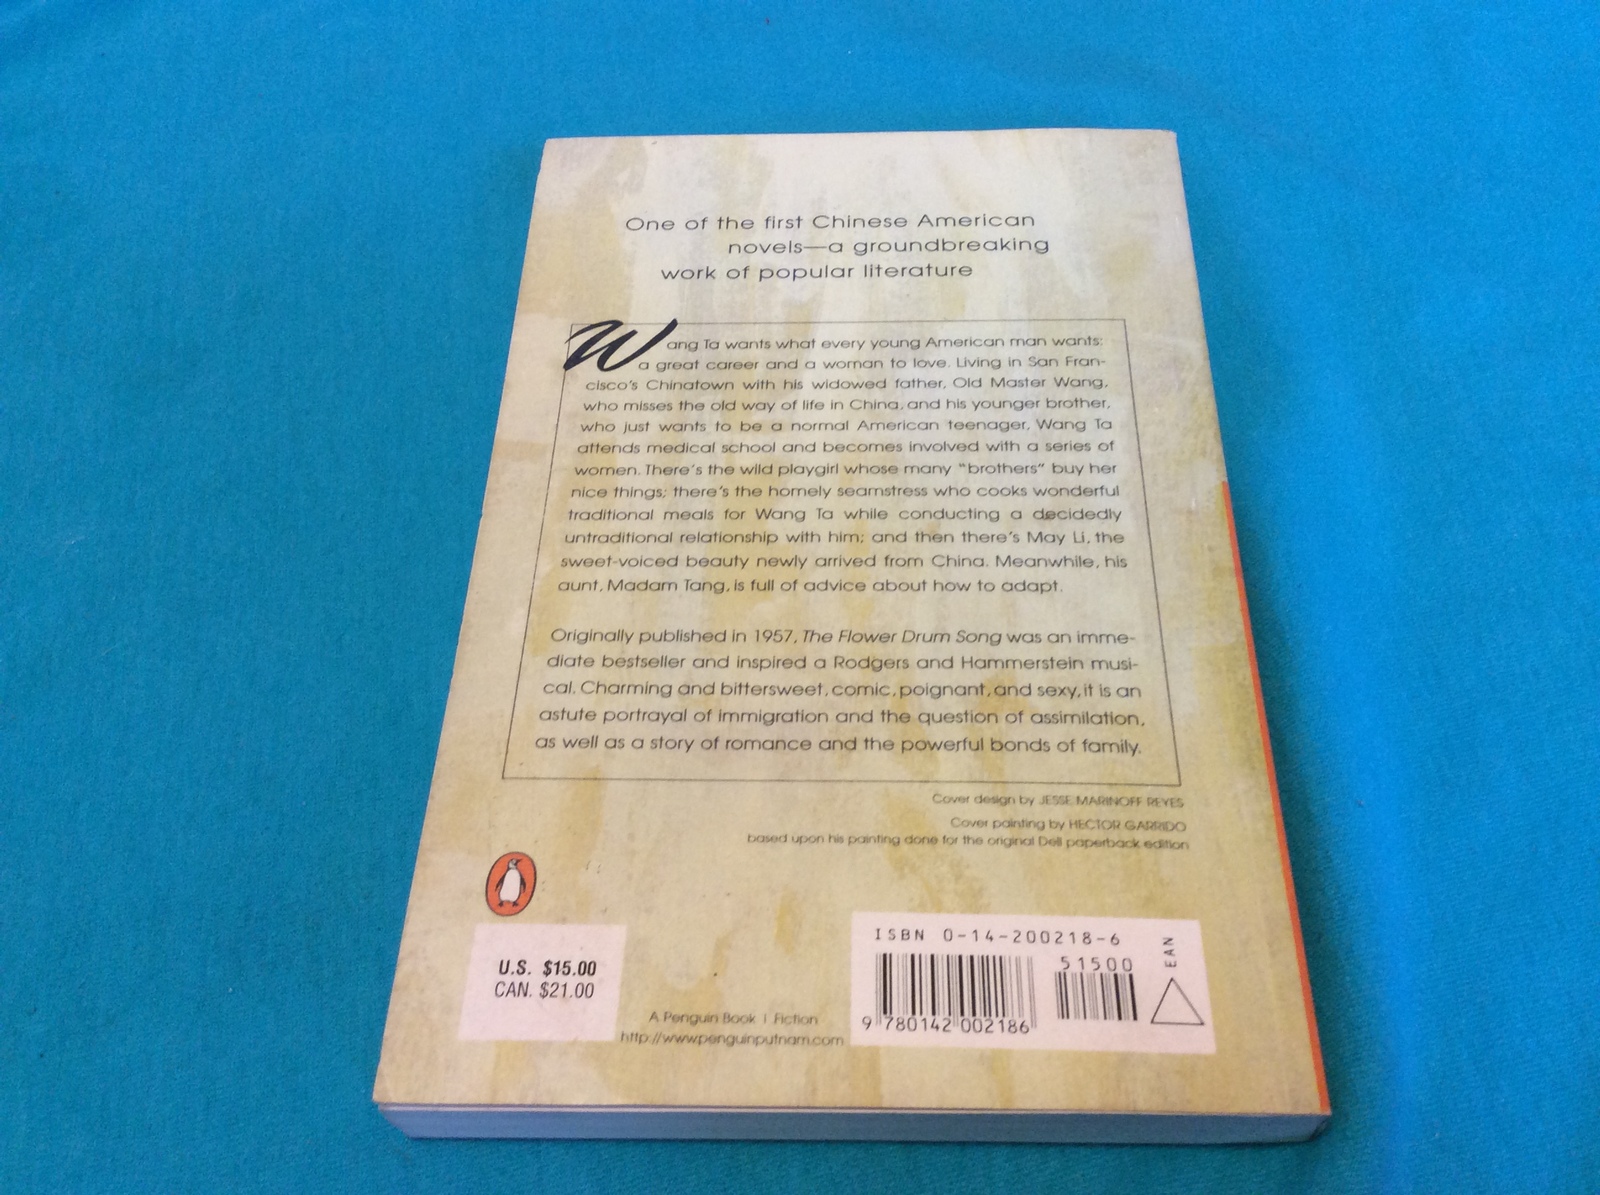 One of the first Chinese American
novels—a groundbreaking
work of popular literature
Wang Ta wants what every young American man wants:
a great career and a woman to love. Living in San Fran-
cisco's Chinatown with his widowed father, Old Master Wang,
who misses the old way of life in China, and his younger brother,
who just wants to be a normal American teenager, Wang Ta
attends medical school and becomes involved with a series of
women. There's the wild playgirl whose many "brothers" buy her
nice things; there's the homely seamstress who cooks wonderful
traditional meals for Wang Ta while conducting a decidedly
untraditional relationship with him; and then there's May Li, the
sweet-voiced beauty newly arrived from China. Meanwhile, his
aunt, Madam Tang, is full of advice about how to adapt.
Originally published in 1957, The Flower Drum Song was an imme-
diate bestseller and inspired a Rodgers and Hammerstein musi-
cal. Charming and bittersweet, comic, poignant, and sexy, it is an
astute portrayal of immigration and the question of assimilation,
as well as a story of romance and the powerful bonds of family.
Cover design by JESSE MARINOFF REYES
Cover painting by HECTOR GARRIDO
based upon his painting done for the original Dell paperback edition
U.S. $15.00
CAN. $21.00
A Penguin Book | Fiction
http://www.penguinputnam.com
ISBN 0-14-200218-6
51500
EAN
9 780142 002186